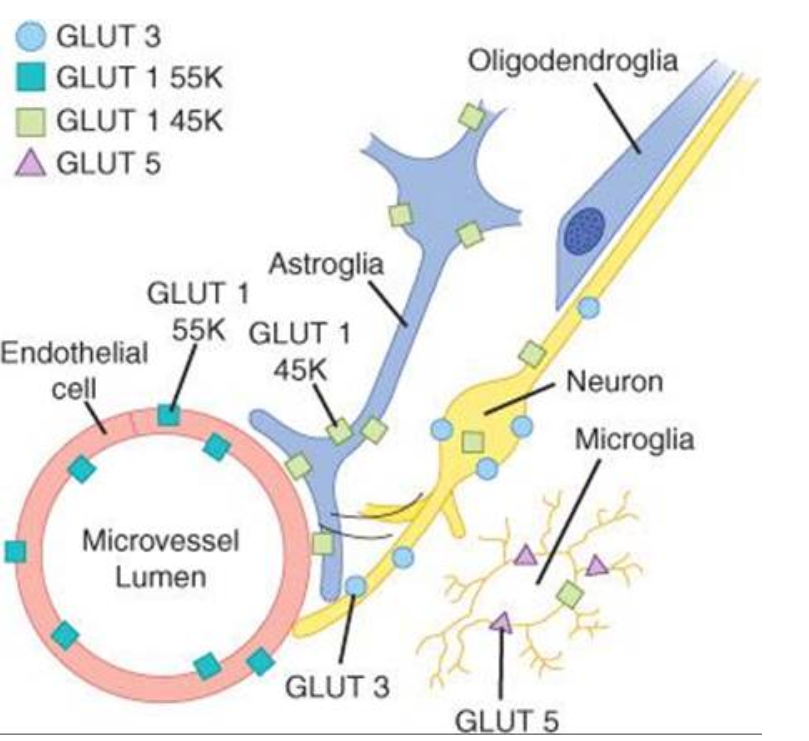 GLUT 3
GLUT 1 55K
GLUT 1 45K
GLUT 5
Oligodendroglia
Astroglia
GLUT 1
55K
GLUT 1
45K
Endothelial
cell
Neuron
Microglia
Microvessel
Lumen
GLUT 3
GLUT 5